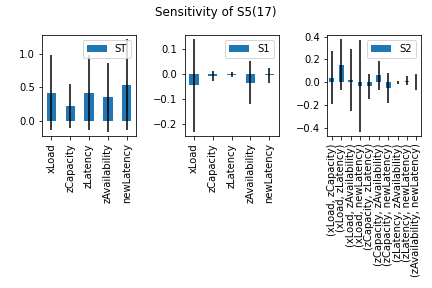 Sensitivity of S5(17)
ST
1.0
0.5
0.0
xLoad
zCapacity
zLatency
zAvailability
newLatency
S1
0.1
0.0
−0.1
−0.2
xLoad
zCapacity
zLatency
zAvailability
newLatency
S2
0.4
0.2
0.0
−0.2
−0.4
(xLoad, zCapacity)
(xLoad, zLatency)
(xLoad, zAvailability)
(xLoad, newLatency)
(zCapacity, zLatency)
(zCapacity, zAvailability)
(zCapacity, newLatency)
(zLatency, zAvailability)
(zLatency, newLatency)
(zAvailability, newLatency)